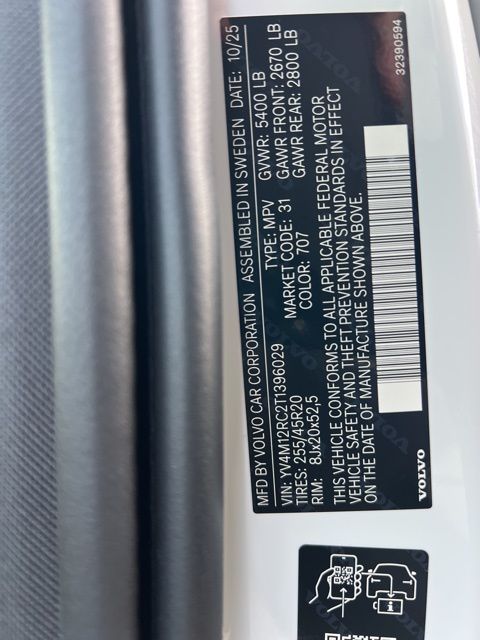 MFD BY VOLVO CAR CORPORATION ASSEMBLED IN SWEDEN DATE: 10/25
VIN: YV4M12RC2T1396029 TYPE: MPV GVWR: 5400 LB
TIRES: 255/45R20 MARKET CODE: 31 GAWR FRONT: 2670 LB
RIM: 8Jx20x52,5 COLOR: 707 GAWR REAR: 2800 LB
THIS VEHICLE CONFORMS TO ALL APPLICABLE FEDERAL MOTOR
VEHICLE SAFETY AND THEFT PREVENTION STANDARDS IN EFFECT
ON THE DATE OF MANUFACTURE SHOWN ABOVE.
VOLVO
32390594